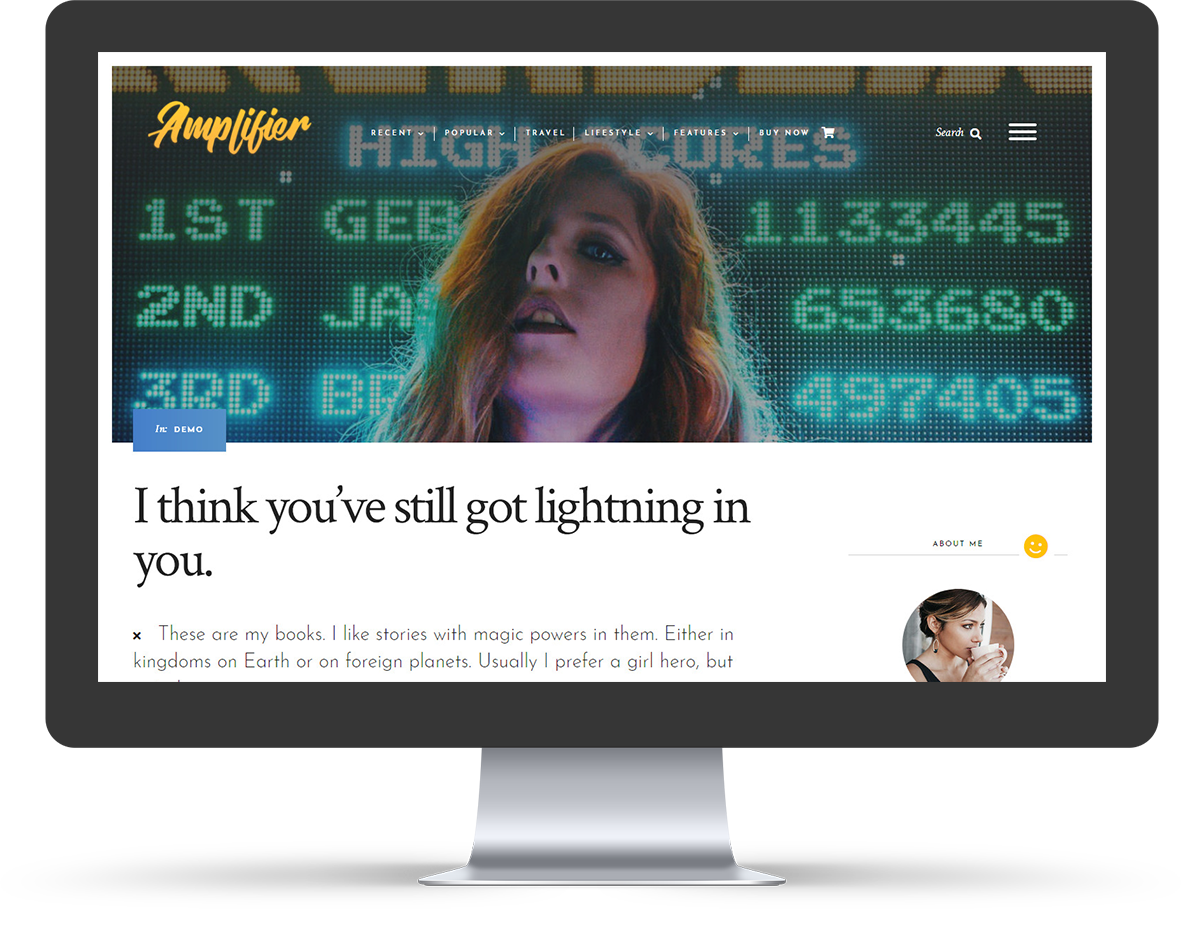 Amplifier
RECENT POPULAR TRAVEL LIFESTYLE FEATURES BUY NOW Search
HIGH SCORES
1ST GEB 1133445
2ND JA 653680
3RD 497405
In: DEMO
I think you’ve still got lightning in
you.
ABOUT ME
× These are my books. I like stories with magic powers in them. Either in
kingdoms on Earth or on foreign planets. Usually I prefer a girl hero, but